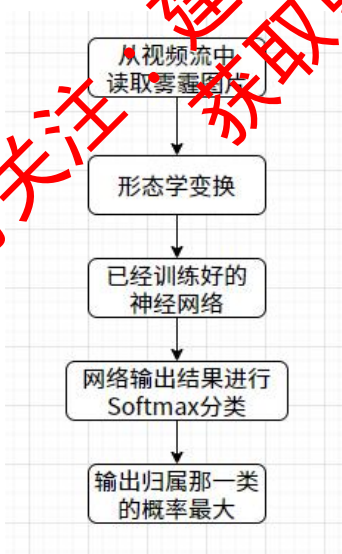 从视频流中
读取雾霾图片
形态学变换
已经训练好的
神经网络
网络输出结果进行
Softmax分类
输出归属那一类
的概率最大
关注：建
获取